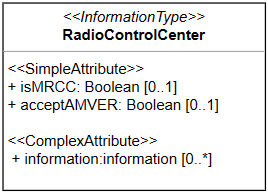 <<InformationType>>
RadioControlCenter
<<SimpleAttribute>>
+ isMRCC: Boolean [0..1]
+ acceptAMVER: Boolean [0..1]
<<ComplexAttribute>>
+ information:information [0..*]